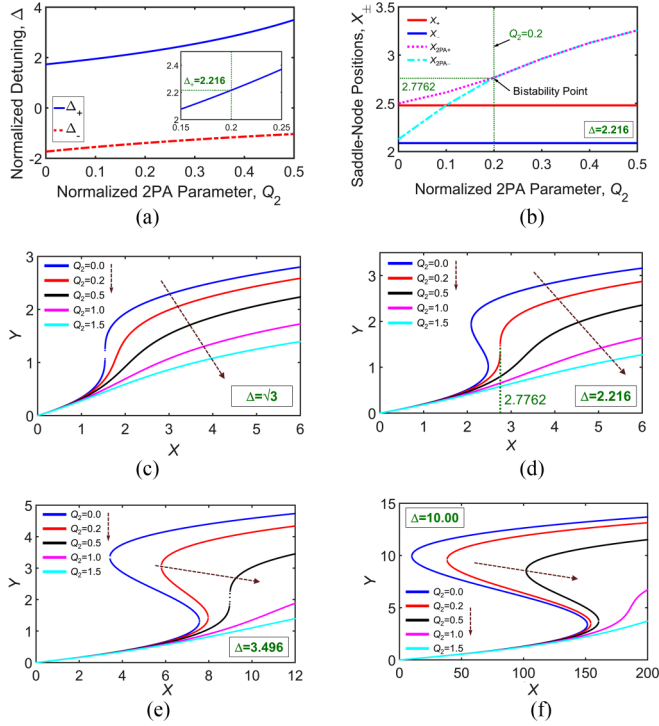 Normalized Detuning, Δ
4
2
0
-2
Δ₊
Δ₋
2.4
2.2
2
0.15
0.2
0.25
Δ₊=2.216
0
0.1
0.2
0.3
0.4
0.5
Normalized 2PA Parameter, Q₂
(a)
Saddle-Node Positions, X±
3.5
3.0
2.5
2.0
X₊
X₋
X₂PA₊
X₂PA₋
Q₂=0.2
2.7762
Bistability Point
Δ=2.216
0
0.1
0.2
0.3
0.4
0.5
Normalized 2PA Parameter, Q₂
(b)
Y
3
2
1
0
Q₂=0.0
Q₂=0.2
Q₂=0.5
Q₂=1.0
Q₂=1.5
Δ=√3
0
1
2
3
4
5
6
X
(c)
Y
3
2
1
0
Q₂=0.0
Q₂=0.2
Q₂=0.5
Q₂=1.0
Q₂=1.5
2.7762
Δ=2.216
0
1
2
3
4
5
6
X
(d)
Y
5
4
3
2
1
0
Q₂=0.0
Q₂=0.2
Q₂=0.5
Q₂=1.0
Q₂=1.5
Δ=3.496
0
2
4
6
8
10
12
X
(e)
Y
15
10
5
0
Δ=10.00
Q₂=0.0
Q₂=0.2
Q₂=0.5
Q₂=1.0
Q₂=1.5
0
50
100
150
200
X
(f)